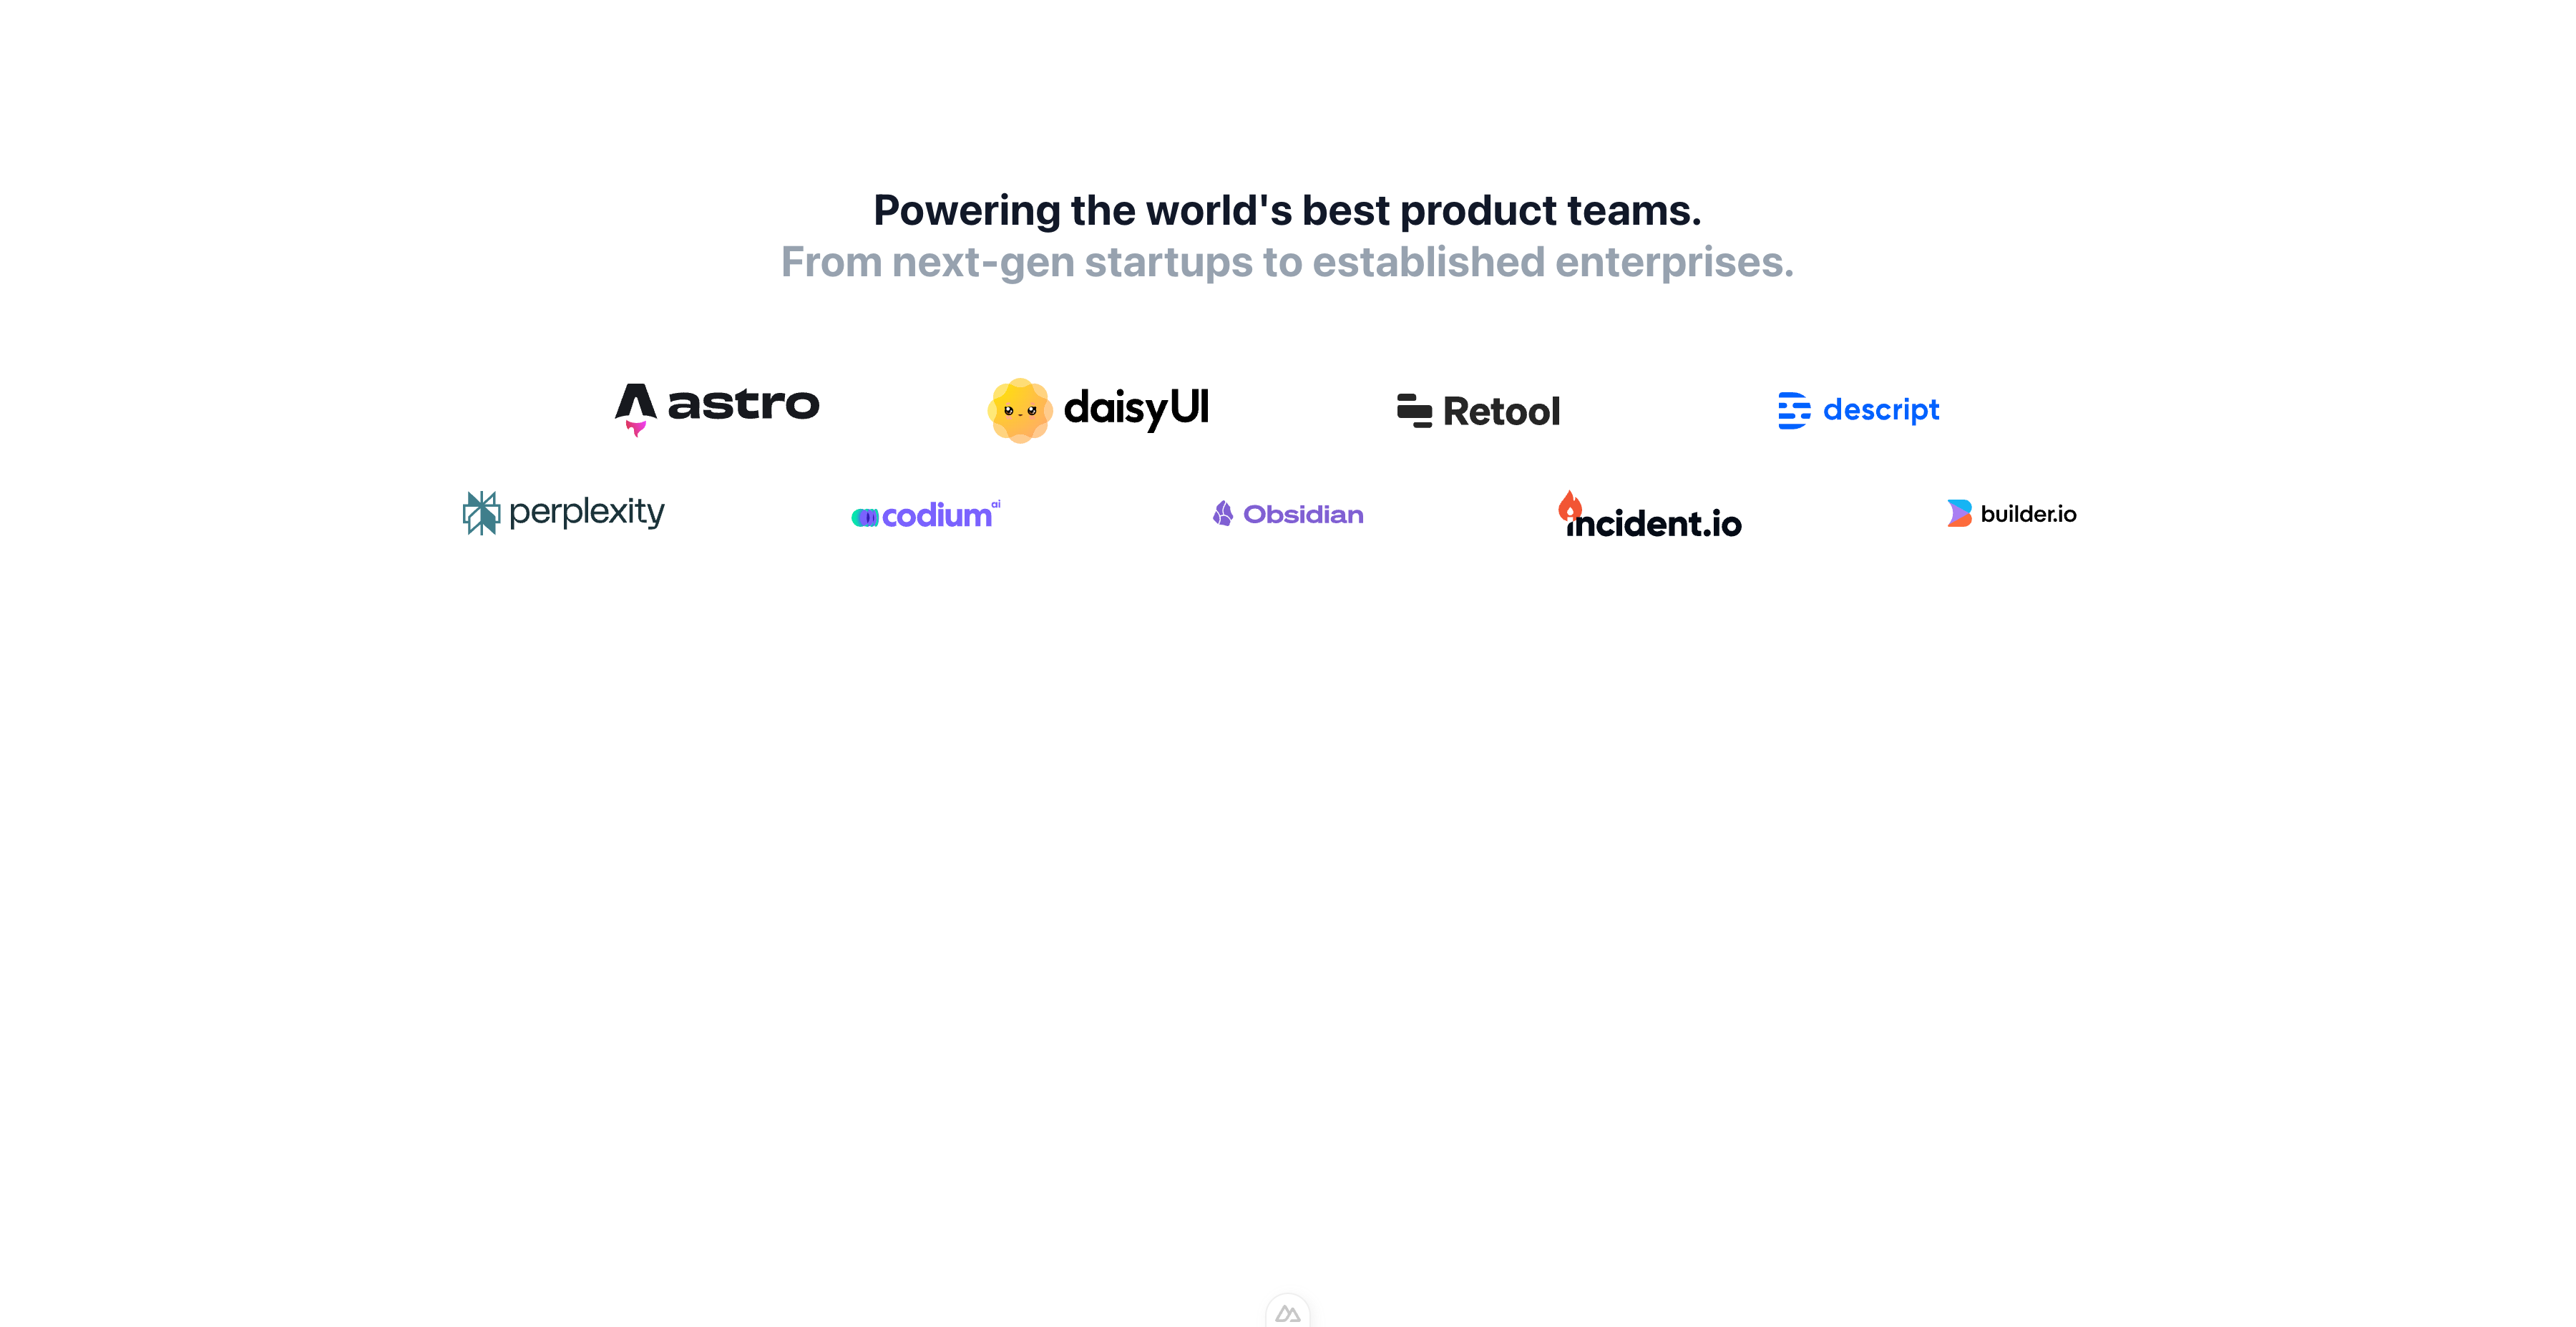 Powering the world's best product teams.
From next-gen startups to established enterprises.
astro daisyUI Retool descript
perplexity codium ai Obsidian incident.io builder.io